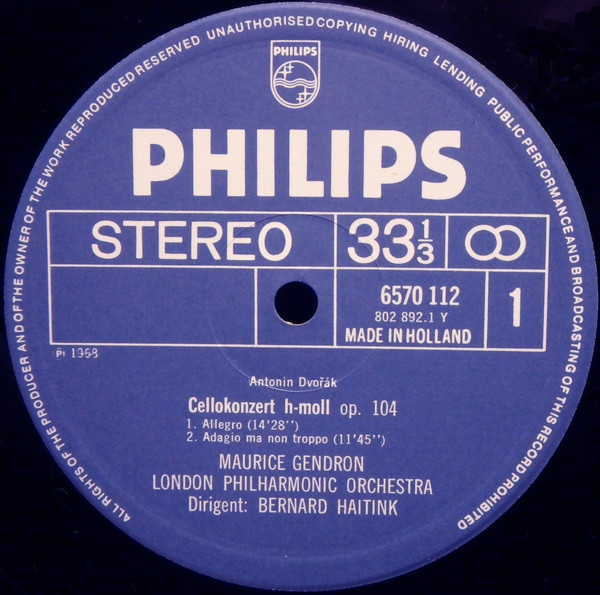 ALL RIGHTS OF THE PRODUCER AND OF THE OWNER OF THE WORK REPRODUCED RESERVED UNAUTHORISED COPYING HIRING LENDING PUBLIC PERFORMANCE AND BROADCASTING OF THIS RECORD PROHIBITED
PHILIPS
PHILIPS
STEREO 33 1/3
6570 112 1
802 892.1 Y
MADE IN HOLLAND
℗ 1968
Antonin Dvořák
Cellokonzert h-moll op. 104
1. Allegro (14'28'')
2. Adagio ma non troppo (11'45'')
MAURICE GENDRON
LONDON PHILHARMONIC ORCHESTRA
Dirigent: BERNARD HAITINK